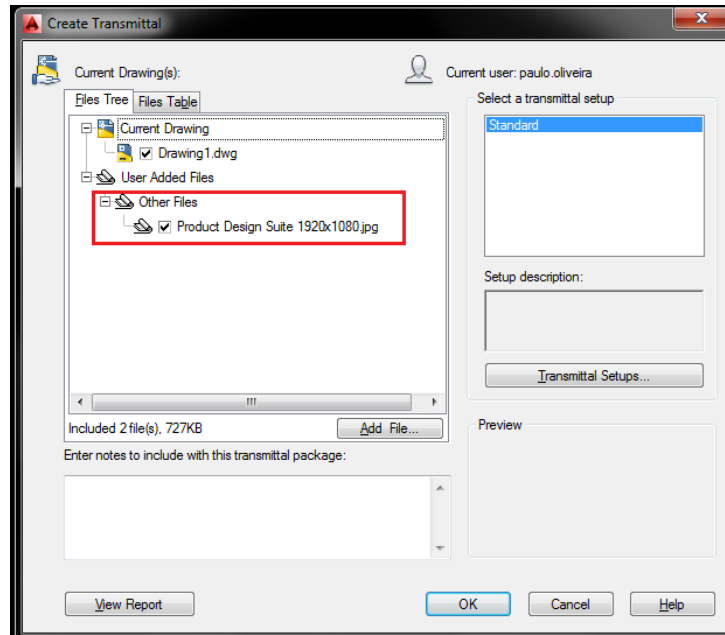 Create Transmittal
Current Drawing(s):
Current user: paulo.oliveira
Files Tree
Files Table
Current Drawing
Drawing1.dwg
User Added Files
Other Files
Product Design Suite 1920x1080.jpg
Included 2 file(s), 727KB
Add File...
Enter notes to include with this transmittal package:
Select a transmittal setup
Standard
Setup description:
Transmittal Setups...
Preview
View Report
OK
Cancel
Help